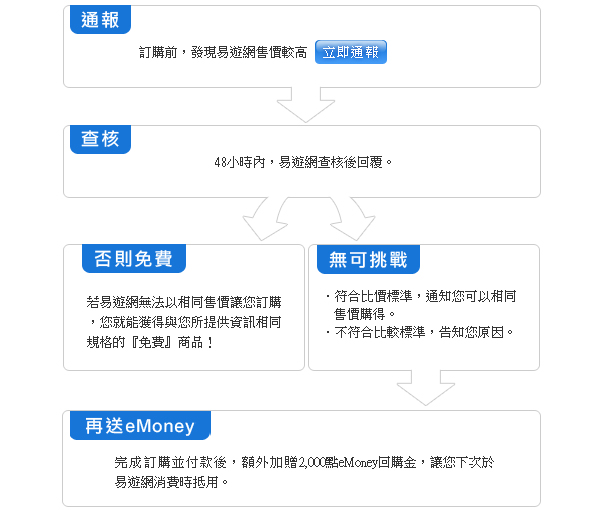 通報
訂購前，發現易遊網售價較高 立即通報
查核
48小時內，易遊網查核後回覆。
否則免費
若易遊網無法以相同售價讓您訂購
，您就能獲得與您所提供資訊相同
規格的『免費』商品！
無可挑戰
．符合比價標準，通知您可以相同
售價購得。
．不符合比較標準，告知您原因。
再送eMoney
完成訂購並付款後，額外加贈2,000點eMoney回購金，讓您下次於
易遊網消費時抵用。